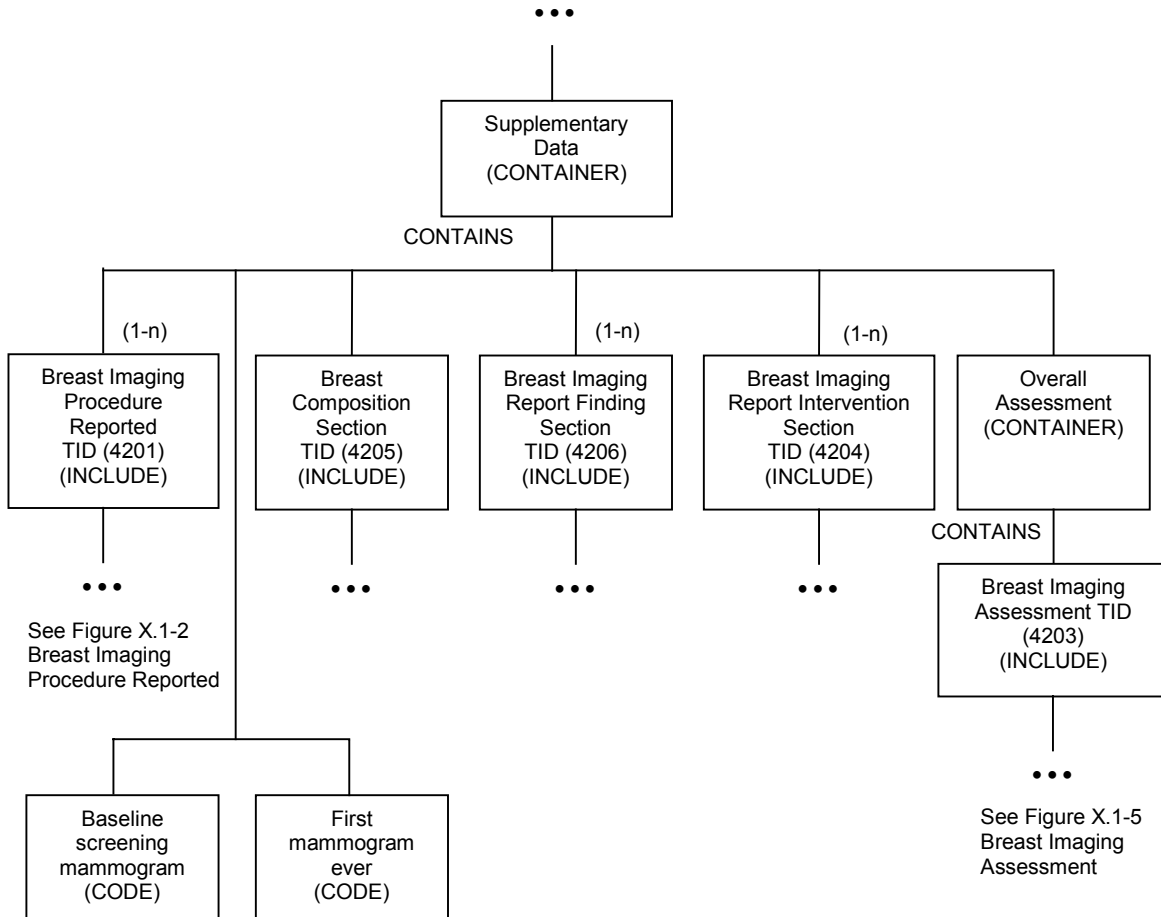 •••
Supplementary
Data
(CONTAINER)
CONTAINS
(1-n)
(1-n)
(1-n)
Breast Imaging
Procedure
Reported
TID (4201)
(INCLUDE)
Breast
Composition
Section
TID (4205)
(INCLUDE)
Breast Imaging
Report Finding
Section
TID (4206)
(INCLUDE)
Breast Imaging
Report Intervention
Section
TID (4204)
(INCLUDE)
Overall
Assessment
(CONTAINER)
CONTAINS
•••
•••
•••
•••
See Figure X.1-2
Breast Imaging
Procedure Reported
Breast Imaging
Assessment TID
(4203)
(INCLUDE)
•••
See Figure X.1-5
Breast Imaging
Assessment
Baseline
screening
mammogram
(CODE)
First
mammogram
ever
(CODE)